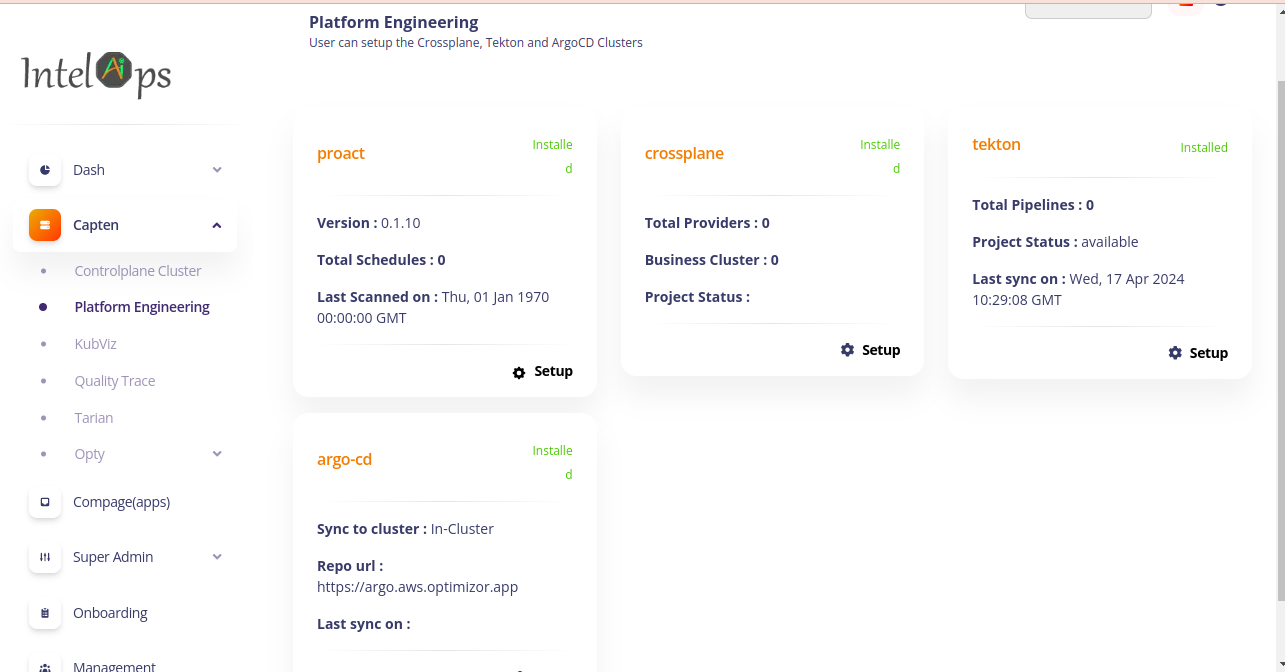 Platform Engineering
User can setup the Crossplane, Tekton and ArgoCD Clusters
IntelAiops
Dash
Capten
Controlplane Cluster
Platform Engineering
KubViz
Quality Trace
Tarian
Opty
Compage(apps)
Super Admin
Onboarding
Management
proact
Installe
d
Version : 0.1.10
Total Schedules : 0
Last Scanned on : Thu, 01 Jan 1970
00:00:00 GMT
Setup
crossplane
Installe
d
Total Providers : 0
Business Cluster : 0
Project Status :
Setup
tekton
Installed
Total Pipelines : 0
Project Status : available
Last sync on : Wed, 17 Apr 2024
10:29:08 GMT
Setup
argo-cd
Installe
d
Sync to cluster : In-Cluster
Repo url :
https://argo.aws.optimizor.app
Last sync on :